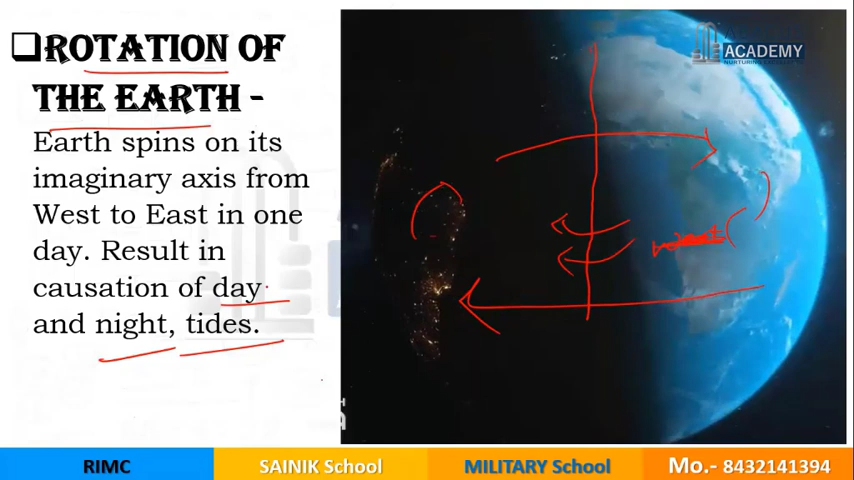 ❑ROTATION OF
THE EARTH -
Earth spins on its
imaginary axis from
West to East in one
day. Result in
causation of day
and night, tides.
ACADEMY
RIMC
SAINIK School
MILITARY School
Mo.- 8432141394